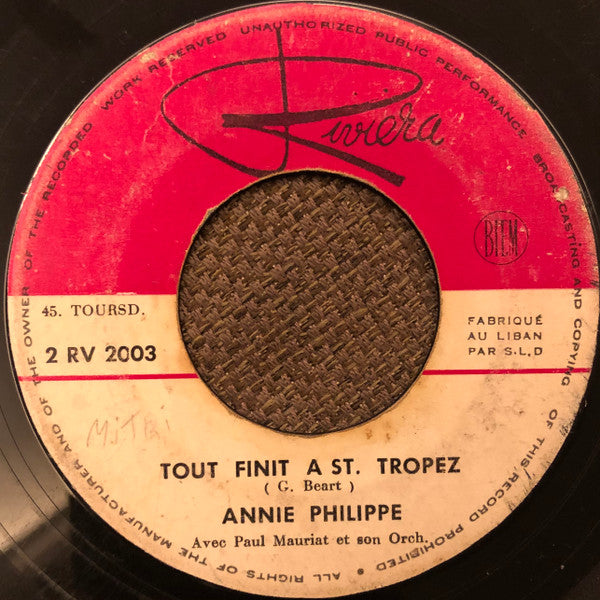 ALL RIGHTS OF THE MANUFACTURER AND OF THE OWNER OF THE RECORDED WORK RESERVED UNAUTHORIZED PUBLIC PERFORMANCE BROADCASTING AND COPYING OF THIS RECORD PROHIBITED
Riviera
BIEM
45. TOURSD.
2 RV 2003
FABRIQUÉ
AU LIBAN
PAR S.L.D
TOUT FINIT A ST. TROPEZ
( G. Beart )
ANNIE PHILIPPE
Avec Paul Mauriat et son Orch.